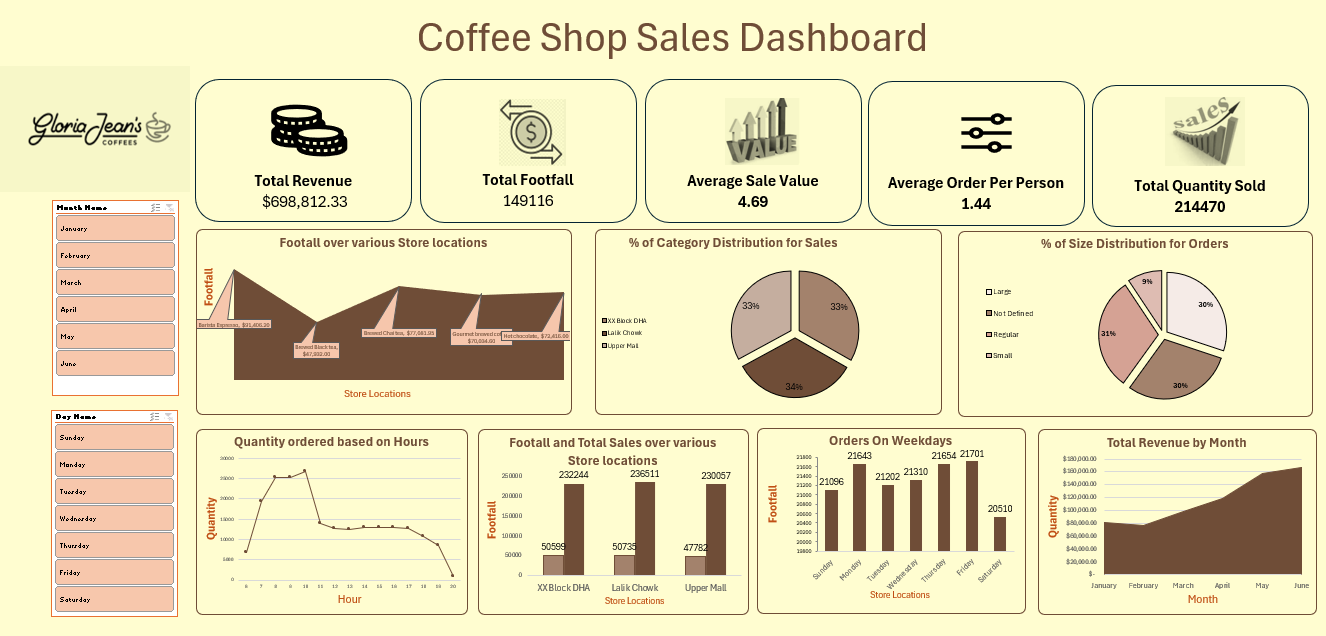 Coffee Shop Sales Dashboard
Gloria Jean's
COFFEES
Total Revenue
$698,812.33
Total Footfall
149116
VALUE
Average Sale Value
4.69
Average Order Per Person
1.44
sales
Total Quantity Sold
214470
Month Name
January
February
March
April
May
June
Day Name
Sunday
Monday
Tuesday
Wednesday
Thursday
Friday
Saturday
Footall over various Store locations
Footfall
Brewed Black tea,
$47,932.00
Brewed Chai tea, $77,081.95
Gourmet brewed
$70,034.60
Hot chocolate, $72,416.00
Store Locations
% of Category Distribution for Sales
XX Block DHA
Lalik Chowk
Upper Mall
33%
33%
34%
% of Size Distribution for Orders
Large
Not Defined
Regular
Small
9%
30%
31%
30%
Quantity ordered based on Hours
Quantity
30000
25000
20000
15000
10000
5000
0
6 7 8 9 10 11 12 13 14 15 16 17 18 19 20
Hour
Footall and Total Sales over various
Store locations
Footfall
250000
200000
150000
100000
50000
0
232244
236511
230057
50599
50735
47782
XX Block DHA
Lalik Chowk
Upper Mall
Store Locations
Orders On Weekdays
Footfall
21800
21600
21400
21200
21000
20800
20600
20400
20200
20000
19800
21096
21643
21202
21310
21654
21701
20510
Sunday
Monday
Tuesday
Wednesday
Thursday
Friday
Saturday
Store Locations
Total Revenue by Month
Quantity
$180,000.00
$160,000.00
$140,000.00
$120,000.00
$100,000.00
$80,000.00
$60,000.00
$40,000.00
$20,000.00
$-
January February March April May June
Month